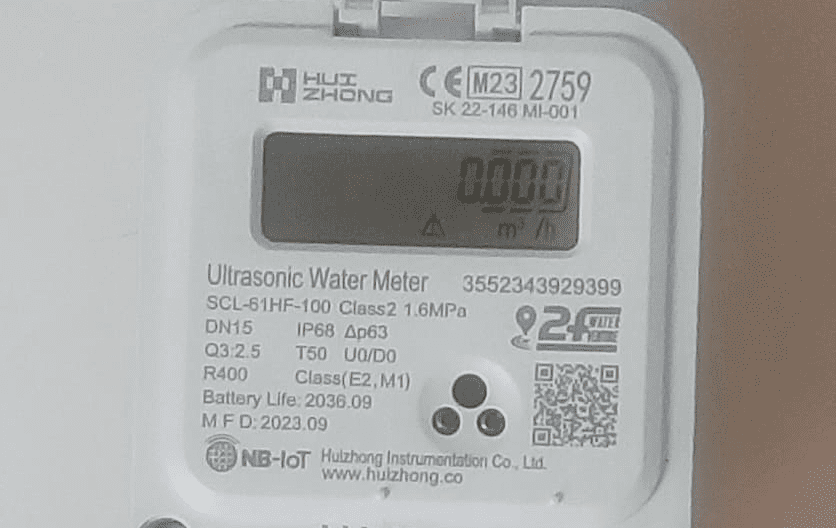 HUI ZHONG
CE M23 2759
SK 22-146 MI-001
0.000
m³ /h
Ultrasonic Water Meter 3552343929399
SCL-61HF-100 Class2 1.6MPa
DN15 IP68 Δp63
Q3:2.5 T50 U0/D0
R400 Class(E2,M1)
Battery Life: 2036.09
M F D: 2023.09
2F WATER
NB-IoT Huizhong Instrumentation Co., Ltd.
www.huizhong.co